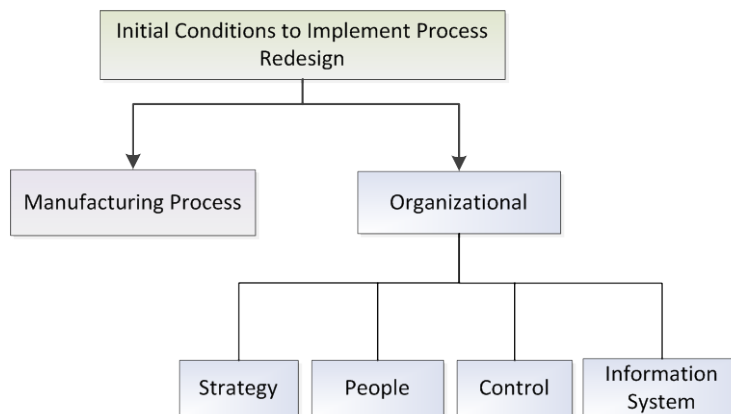 Initial Conditions to Implement Process
Redesign
Manufacturing Process
Organizational
Strategy
People
Control
Information
System